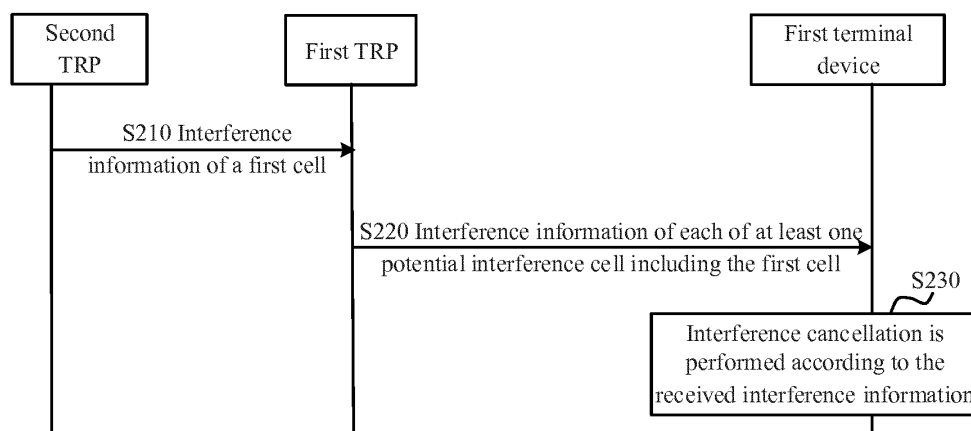 Second
TRP
First TRP
First terminal
device
S210 Interference
information of a first cell
S220 Interference information of each of at least one
potential interference cell including the first cell
S230
Interference cancellation is
performed according to the
received interference information